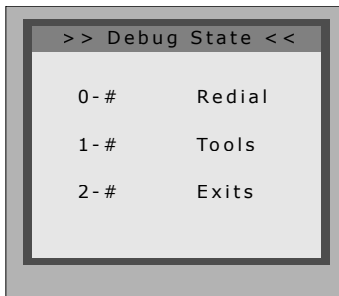 >> Debug State <<
0-# Redial
1-# Tools
2-# Exits